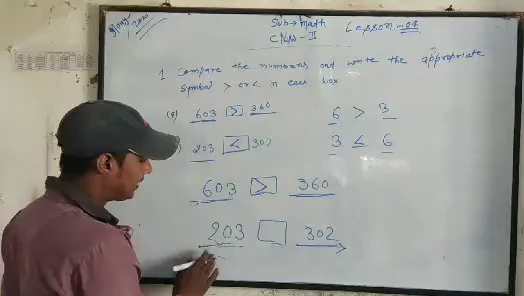 Sub → Math
Lesson - 01
Class - II
1. Compare the numbers and write the appropriate
Symbol > or <. in each box
603 > 360
6 > 3
203 < 302
3 < 6
603 > 360
203 302